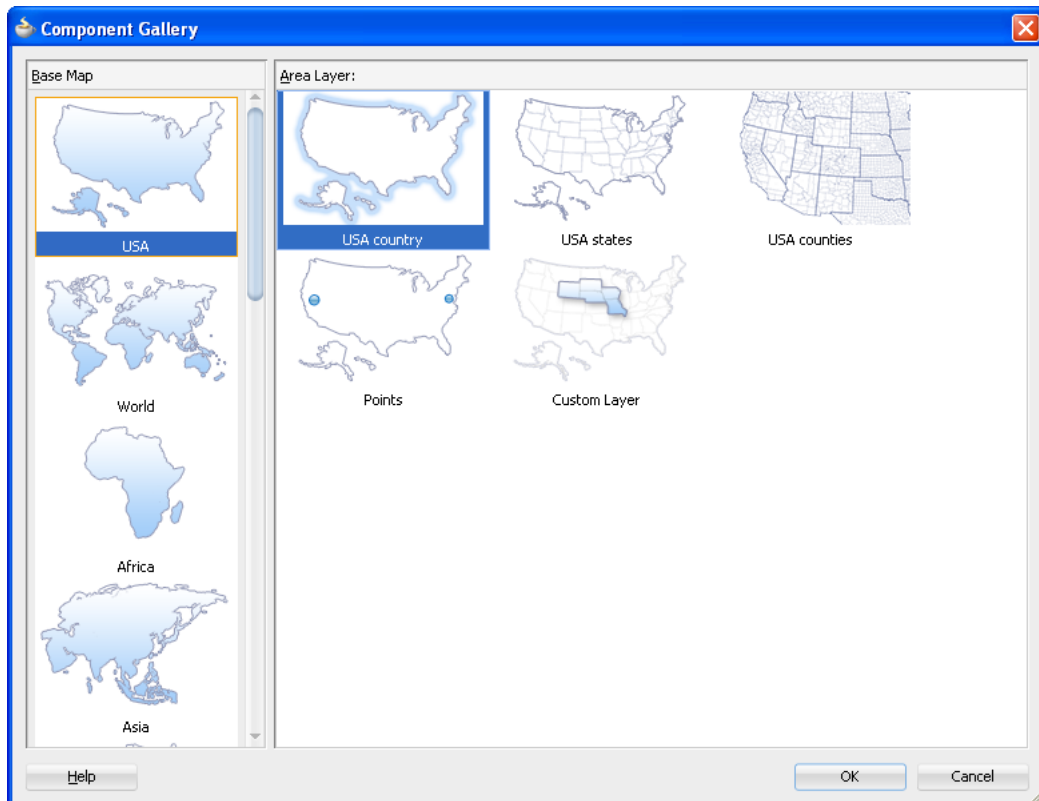 Component Gallery
Base Map
Area Layer:
USA
World
Africa
Asia
USA country
USA states
USA counties
Points
Custom Layer
Help
OK
Cancel